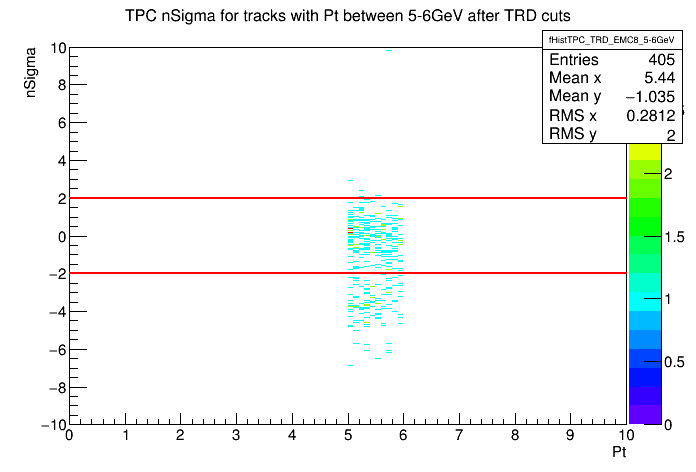 TPC nSigma for tracks with Pt between 5-6GeV after TRD cuts
fHistTPC_TRD_EMC8_5-6GeV
Entries 405
Mean x 5.44
Mean y −1.035
RMS x 0.2812
RMS y 2
nSigma
10
8
6
4
2
0
−2
−4
−6
−8
−10
0 1 2 3 4 5 6 7 8 9 10
Pt
2
1.5
1
0.5
0